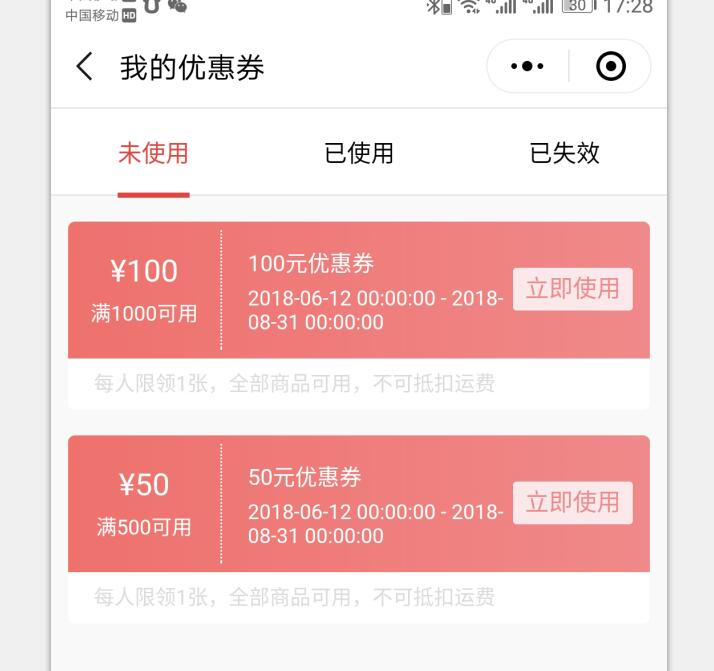 中国移动 HD
30 17:28
我的优惠券
未使用 已使用 已失效
¥100
满1000可用
100元优惠券
2018-06-12 00:00:00 - 2018-
08-31 00:00:00
立即使用
每人限领1张，全部商品可用，不可抵扣运费
¥50
满500可用
50元优惠券
2018-06-12 00:00:00 - 2018-
08-31 00:00:00
立即使用
每人限领1张，全部商品可用，不可抵扣运费